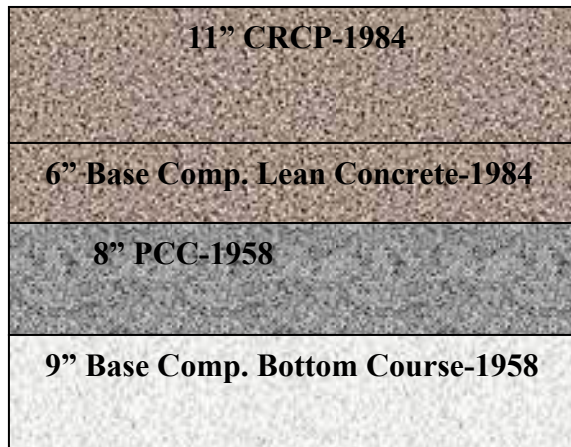 11” CRCP-1984
6” Base Comp. Lean Concrete-1984
8” PCC-1958
9” Base Comp. Bottom Course-1958